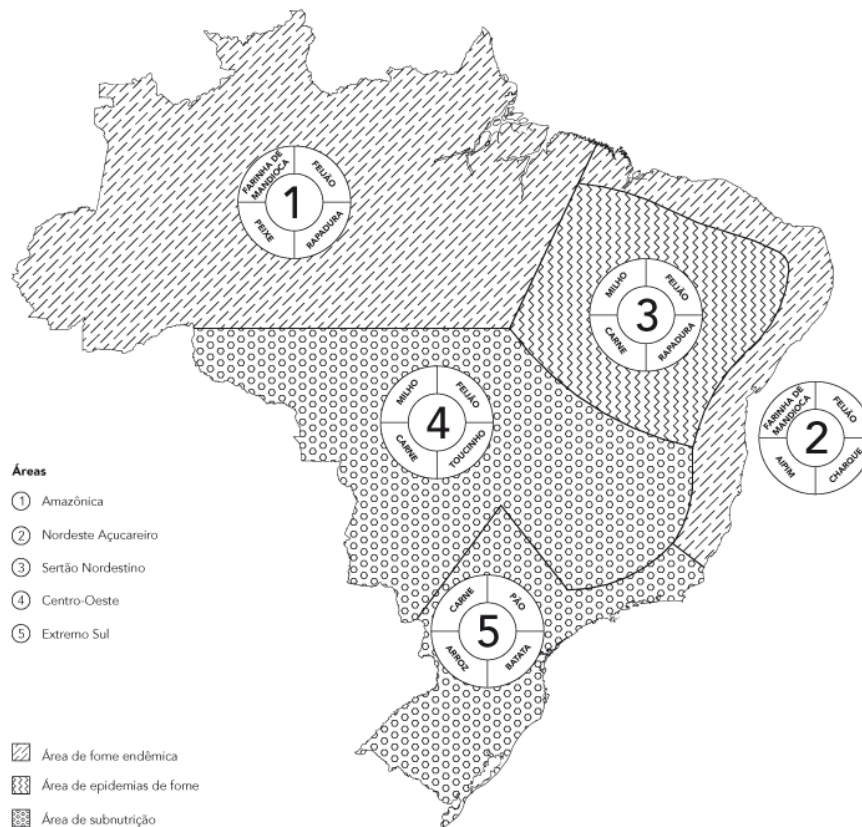 FARINHA DE
MANDIOCA
FEIJÃO
1
PEIXE
RAPADURA
MILHO
FEIJÃO
3
CARNE
RAPADURA
MILHO
FEIJÃO
4
CARNE
TOUCINHO
FARINHA DE
MANDIOCA
FEIJÃO
2
AIPIM
CHARQUE
Áreas
1 Amazônica
2 Nordeste Açucareiro
3 Sertão Nordestino
4 Centro-Oeste
5 Extremo Sul
CARNE
PÃO
5
ARROZ
BATATA
Área de fome endêmica
Área de epidemias de fome
Área de subnutrição